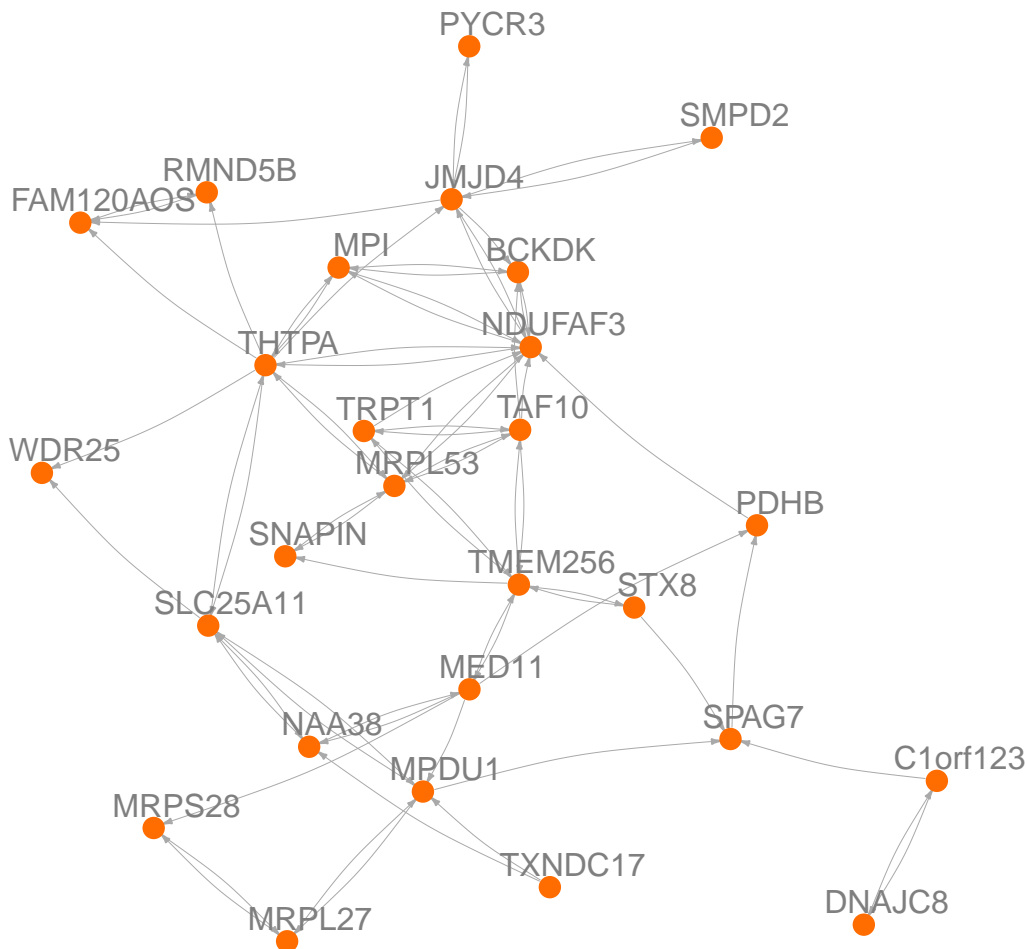 PYCR3
SMPD2
RMND5B
JMJD4
FAM120AOS
MPI
BCKDK
NDUFAF3
THTPA
TRPT1
TAF10
WDR25
MRPL53
PDHB
SNAPIN
TMEM256
STX8
SLC25A11
MED11
SPAG7
NAA38
C1orf123
MPDU1
MRPS28
TXNDC17
DNAJC8
MRPL27